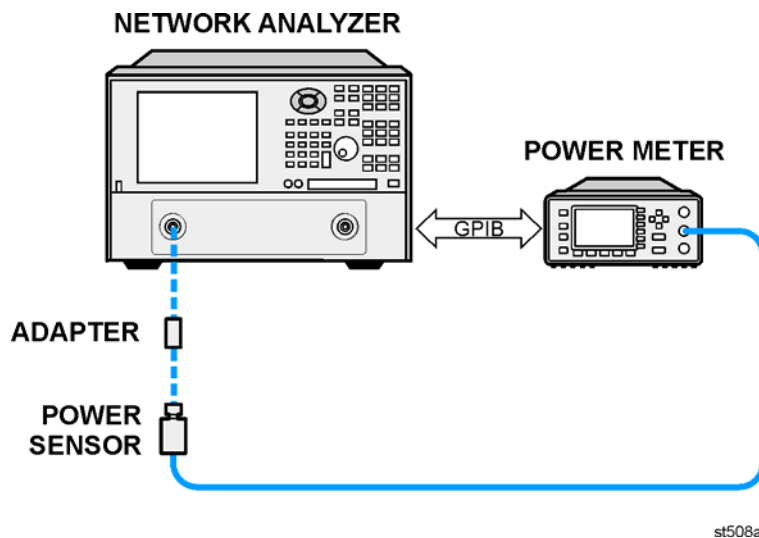 NETWORK ANALYZER
POWER METER
GPIB
ADAPTER
POWER
SENSOR
st508a